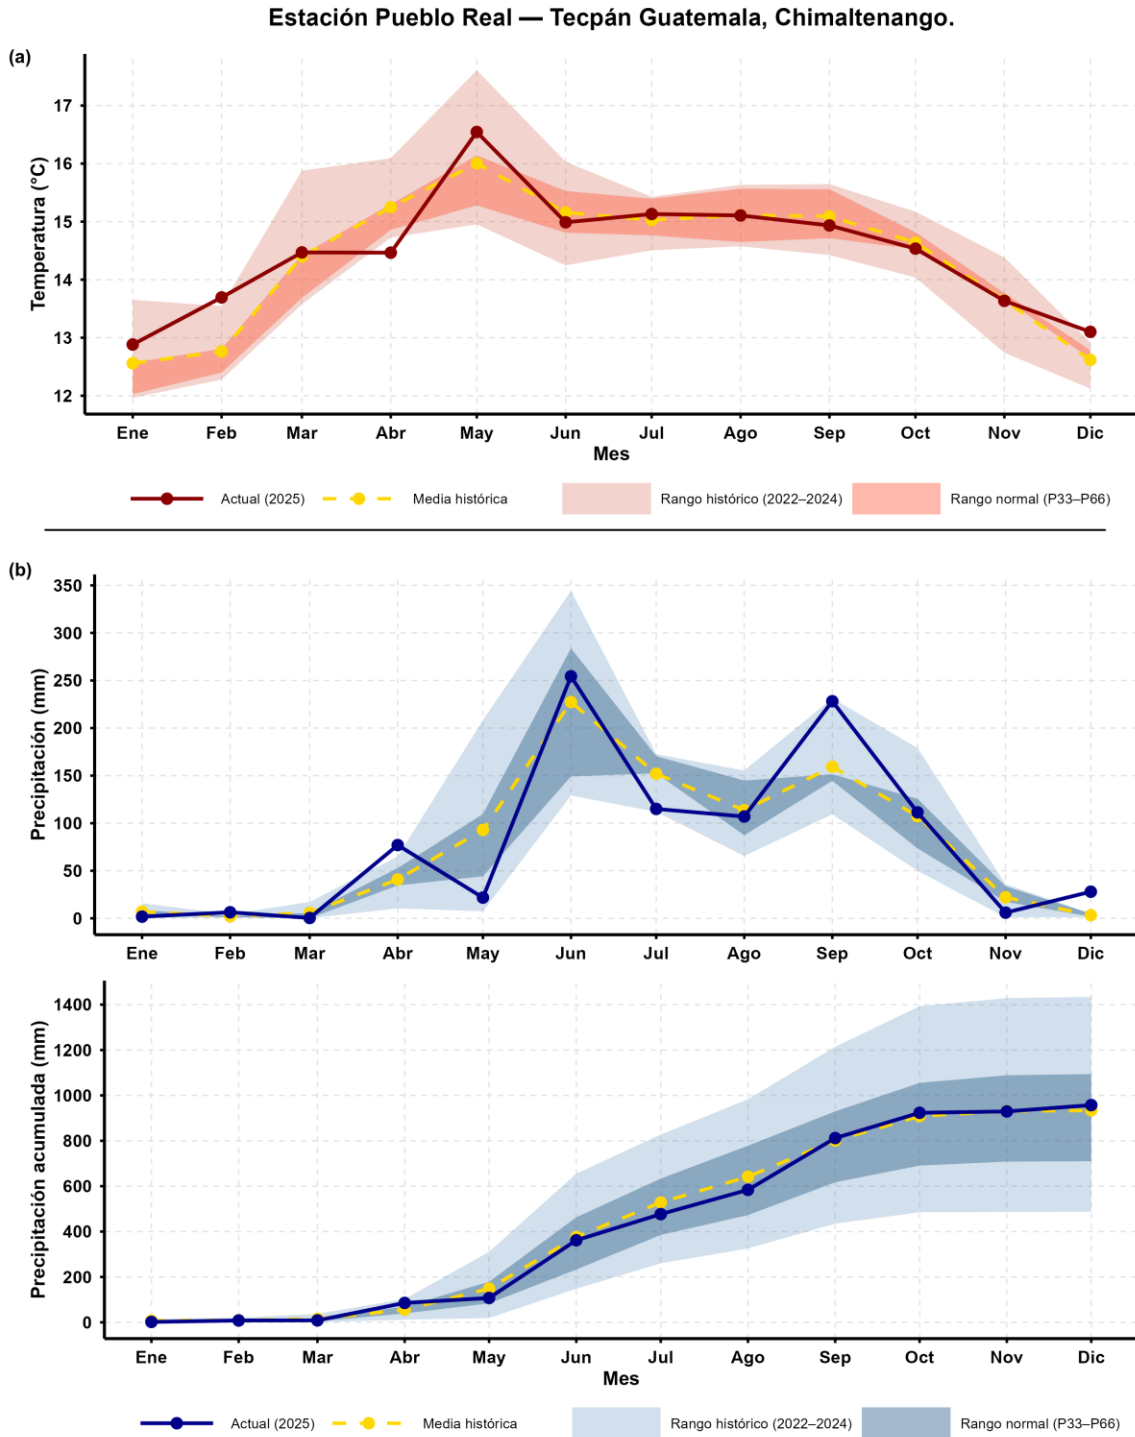 Estación Pueblo Real — Tecpán Guatemala, Chimaltenango.
(a)
Temperatura (°C)
17
16
15
14
13
12
Ene Feb Mar Abr May Jun Jul Ago Sep Oct Nov Dic
Mes
Actual (2025) Media histórica Rango histórico (2022–2024) Rango normal (P33–P66)
(b)
Precipitación (mm)
350
300
250
200
150
100
50
0
Ene Feb Mar Abr May Jun Jul Ago Sep Oct Nov Dic
Precipitación acumulada (mm)
1400
1200
1000
800
600
400
200
0
Ene Feb Mar Abr May Jun Jul Ago Sep Oct Nov Dic
Mes
Actual (2025) Media histórica Rango histórico (2022–2024) Rango normal (P33–P66)